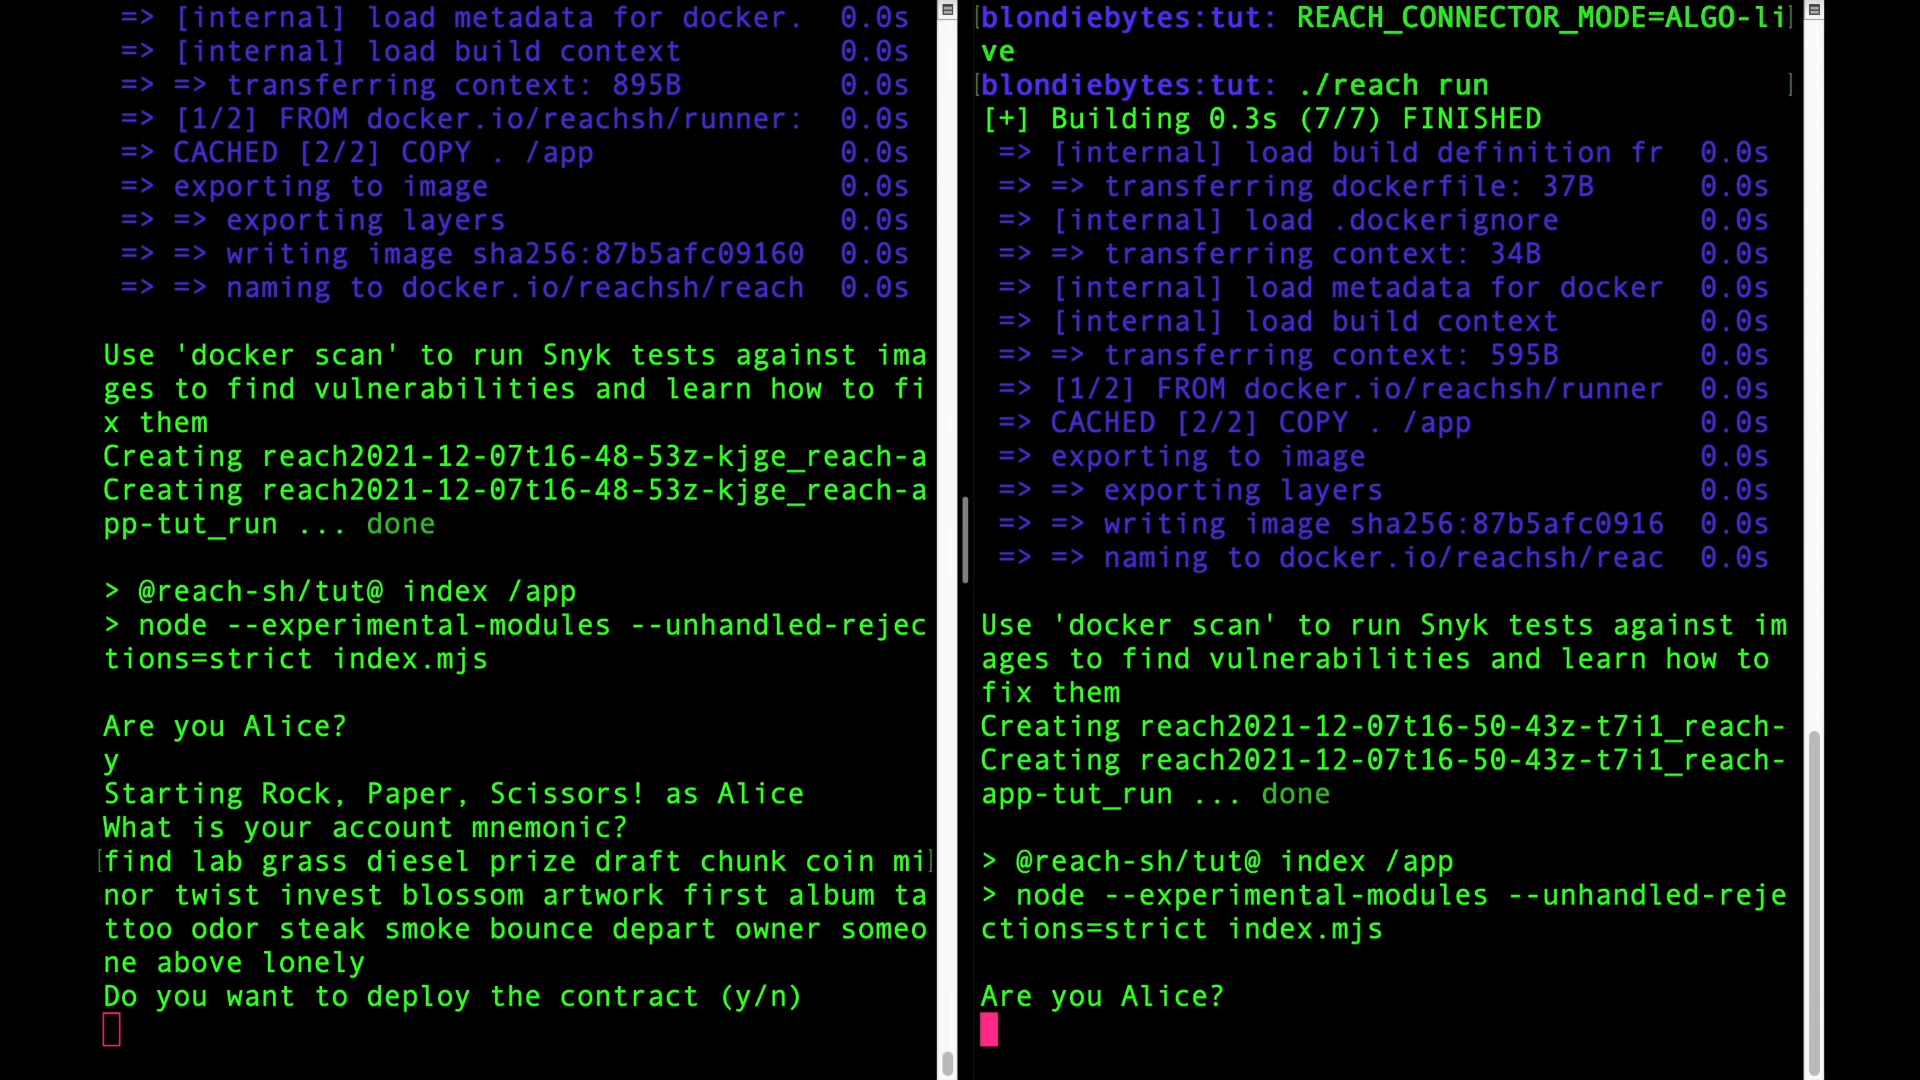 => [internal] load metadata for docker. 0.0s
=> [internal] load build context 0.0s
=> => transferring context: 895B 0.0s
=> [1/2] FROM docker.io/reachsh/runner: 0.0s
=> CACHED [2/2] COPY . /app 0.0s
=> exporting to image 0.0s
=> => exporting layers 0.0s
=> => writing image sha256:87b5afc09160 0.0s
=> => naming to docker.io/reachsh/reach 0.0s
Use 'docker scan' to run Snyk tests against ima
ges to find vulnerabilities and learn how to fi
x them
Creating reach2021-12-07t16-48-53z-kjge_reach-a
Creating reach2021-12-07t16-48-53z-kjge_reach-a
pp-tut_run ... done
> @reach-sh/tut@ index /app
> node --experimental-modules --unhandled-rejec
tions=strict index.mjs
Are you Alice?
y
Starting Rock, Paper, Scissors! as Alice
What is your account mnemonic?
[find lab grass diesel prize draft chunk coin mi]
nor twist invest blossom artwork first album ta
ttoo odor steak smoke bounce depart owner someo
ne above lonely
Do you want to deploy the contract (y/n)
[blondiebytes:tut: REACH_CONNECTOR_MODE=ALGO-li]
ve
[blondiebytes:tut: ./reach run ]
[+] Building 0.3s (7/7) FINISHED
=> [internal] load build definition fr 0.0s
=> => transferring dockerfile: 37B 0.0s
=> [internal] load .dockerignore 0.0s
=> => transferring context: 34B 0.0s
=> [internal] load metadata for docker 0.0s
=> [internal] load build context 0.0s
=> => transferring context: 595B 0.0s
=> [1/2] FROM docker.io/reachsh/runner 0.0s
=> CACHED [2/2] COPY . /app 0.0s
=> exporting to image 0.0s
=> => exporting layers 0.0s
=> => writing image sha256:87b5afc0916 0.0s
=> => naming to docker.io/reachsh/reac 0.0s
Use 'docker scan' to run Snyk tests against im
ages to find vulnerabilities and learn how to
fix them
Creating reach2021-12-07t16-50-43z-t7i1_reach-
Creating reach2021-12-07t16-50-43z-t7i1_reach-
app-tut_run ... done
> @reach-sh/tut@ index /app
> node --experimental-modules --unhandled-reje
ctions=strict index.mjs
Are you Alice?